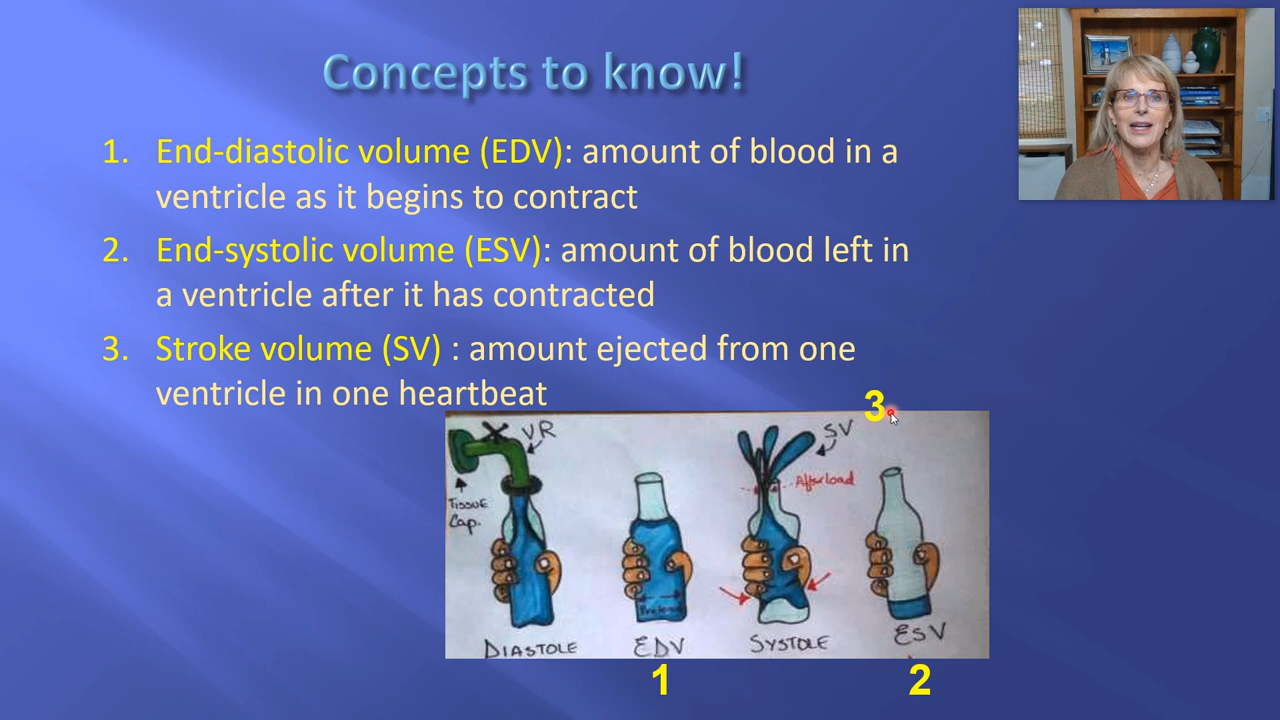 Concepts to know!
1. End-diastolic volume (EDV): amount of blood in a
ventricle as it begins to contract
2. End-systolic volume (ESV): amount of blood left in
a ventricle after it has contracted
3. Stroke volume (SV) : amount ejected from one
ventricle in one heartbeat
3
VR
SV
Afterload
TISSUE
Cap.
Preload
DIASTOLE
EDV
SYSTOLE
ESV
1
2